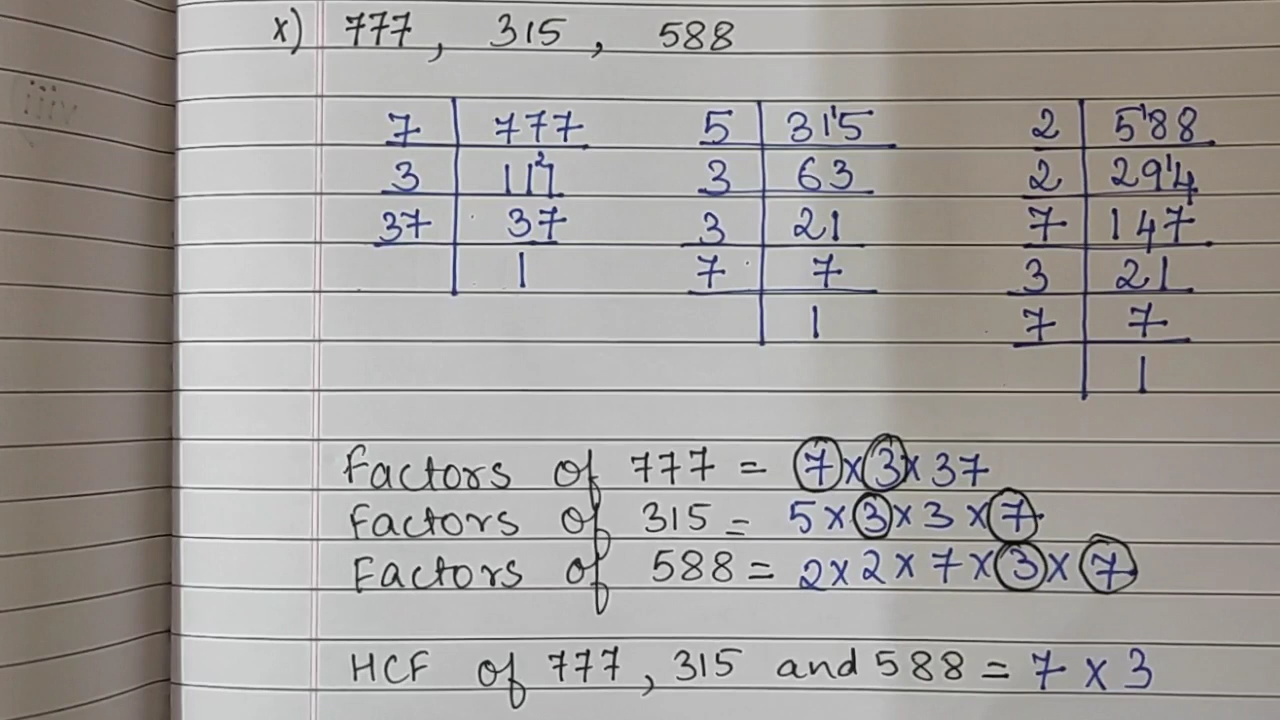 x) 777, 315, 588
7 | 777 5 | 315 2 | 588
3 | 111 3 | 63 2 | 294
37 | 37 3 | 21 7 | 147
1 7 | 7 3 | 21
1 7 | 7
1
Factors of 777 = 7 x 3 x 37
Factors of 315 = 5 x 3 x 3 x 7
Factors of 588 = 2 x 2 x 7 x 3 x 7
HCF of 777, 315 and 588 = 7 x 3